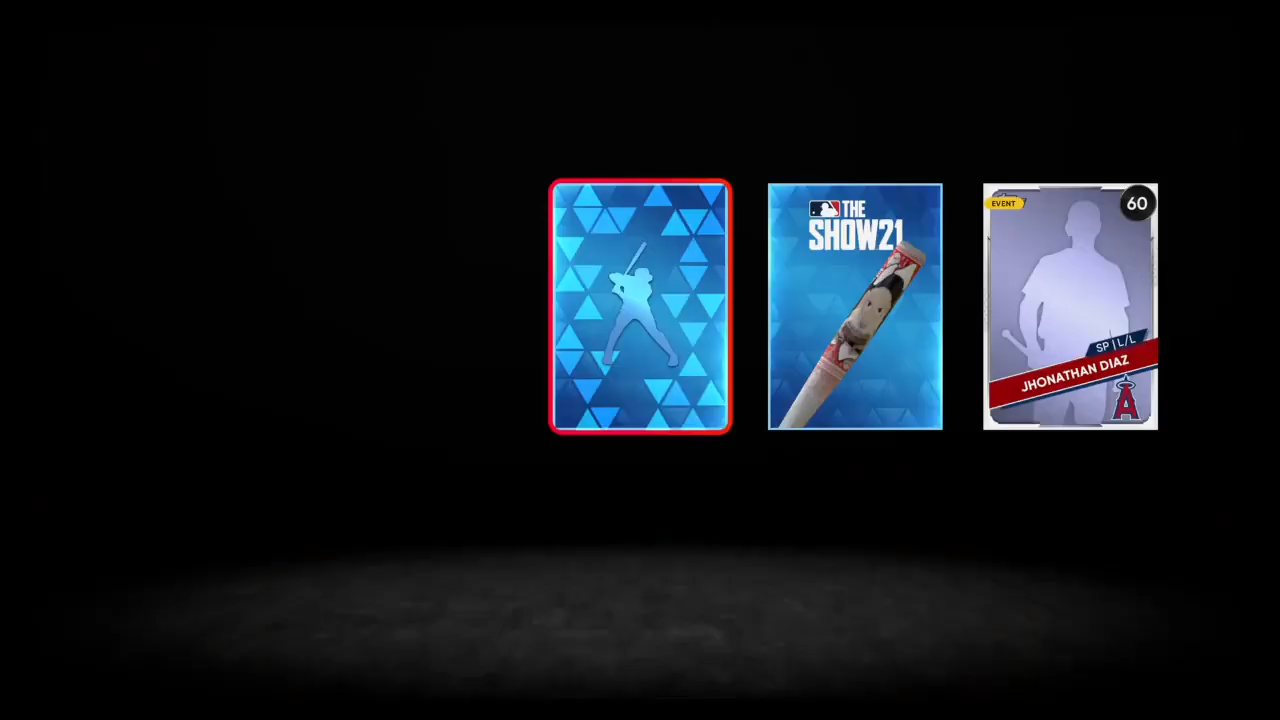 THE
SHOW21
EVENT
60
SP | L/L
JHONATHAN DIAZ
A